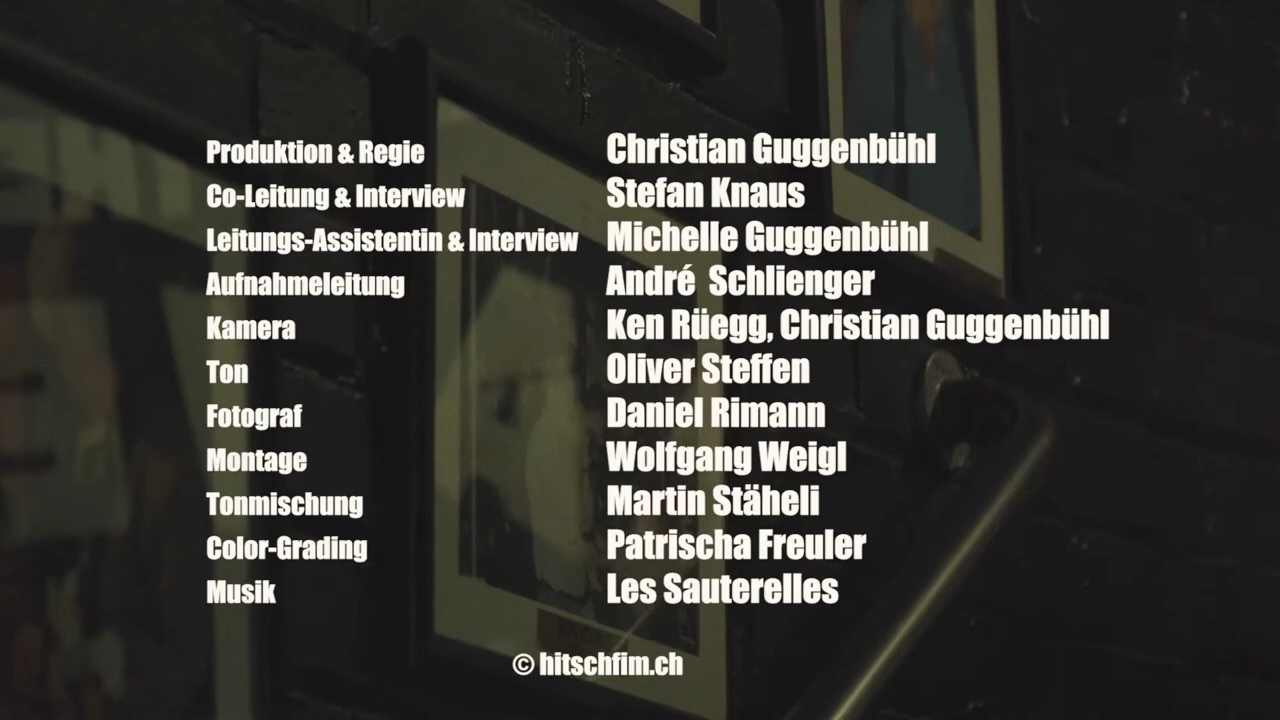 Produktion & Regie Christian Guggenbühl
Co-Leitung & Interview Stefan Knaus
Leitungs-Assistentin & Interview Michelle Guggenbühl
Aufnahmeleitung André Schlienger
Kamera Ken Rüegg, Christian Guggenbühl
Ton Oliver Steffen
Fotograf Daniel Rimann
Montage Wolfgang Weigl
Tonmischung Martin Stäheli
Color-Grading Patrischa Freuler
Musik Les Sauterelles
© hitschfim.ch